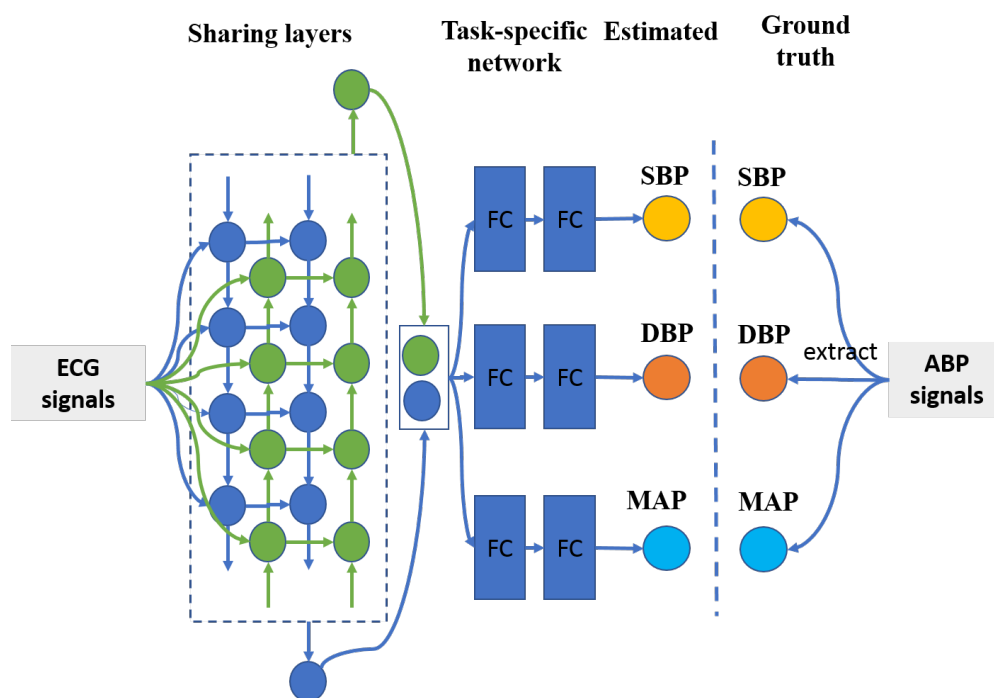 Sharing layers
Task-specific
network
Estimated
Ground
truth
ECG
signals
FC
FC
SBP
SBP
FC
FC
DBP
DBP
extract
ABP
signals
FC
FC
MAP
MAP